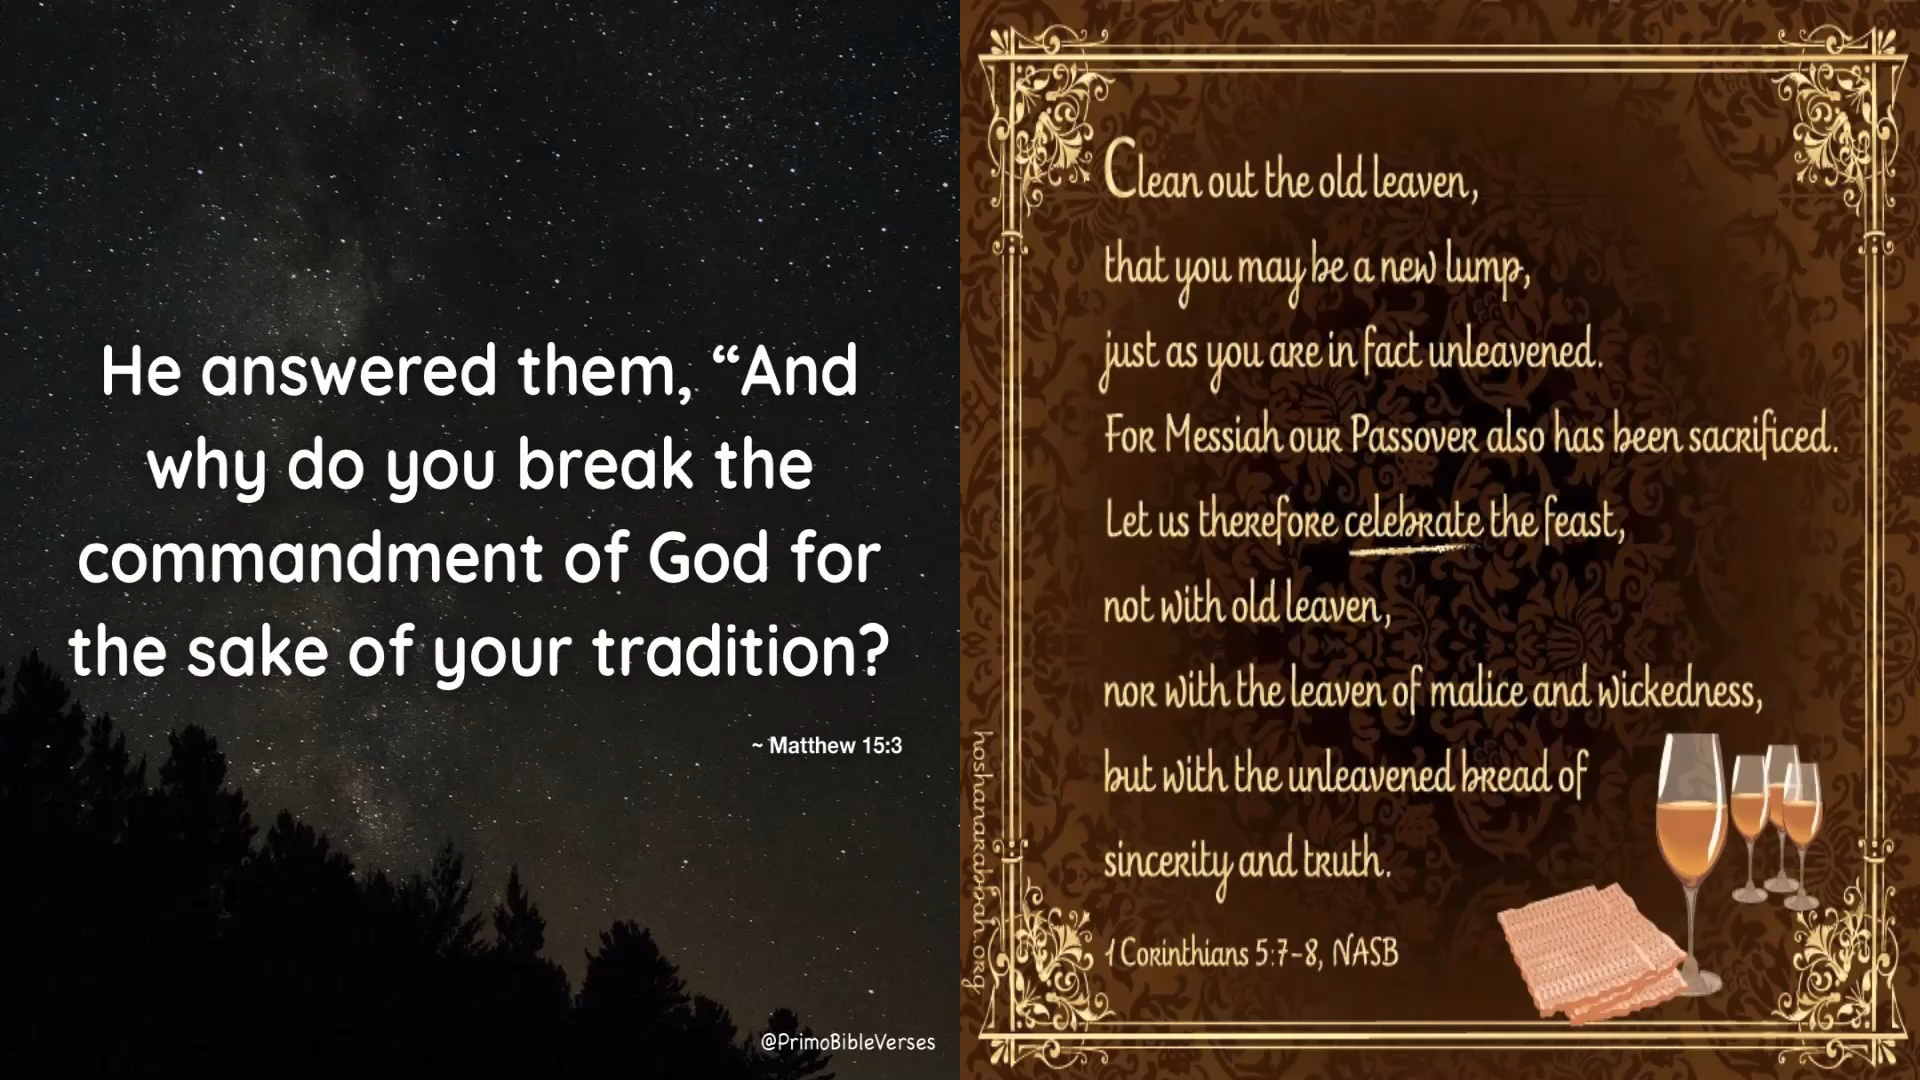 He answered them, “And
why do you break the
commandment of God for
the sake of your tradition?
~ Matthew 15:3
@PrimoBibleVerses
Clean out the old leaven,
that you may be a new lump,
just as you are in fact unleavened.
For Messiah our Passover also has been sacrificed.
Let us therefore celebrate the feast,
not with old leaven,
nor with the leaven of malice and wickedness,
but with the unleavened bread of
sincerity and truth.
1 Corinthians 5:7-8, NASB
hoshanarabbah.org